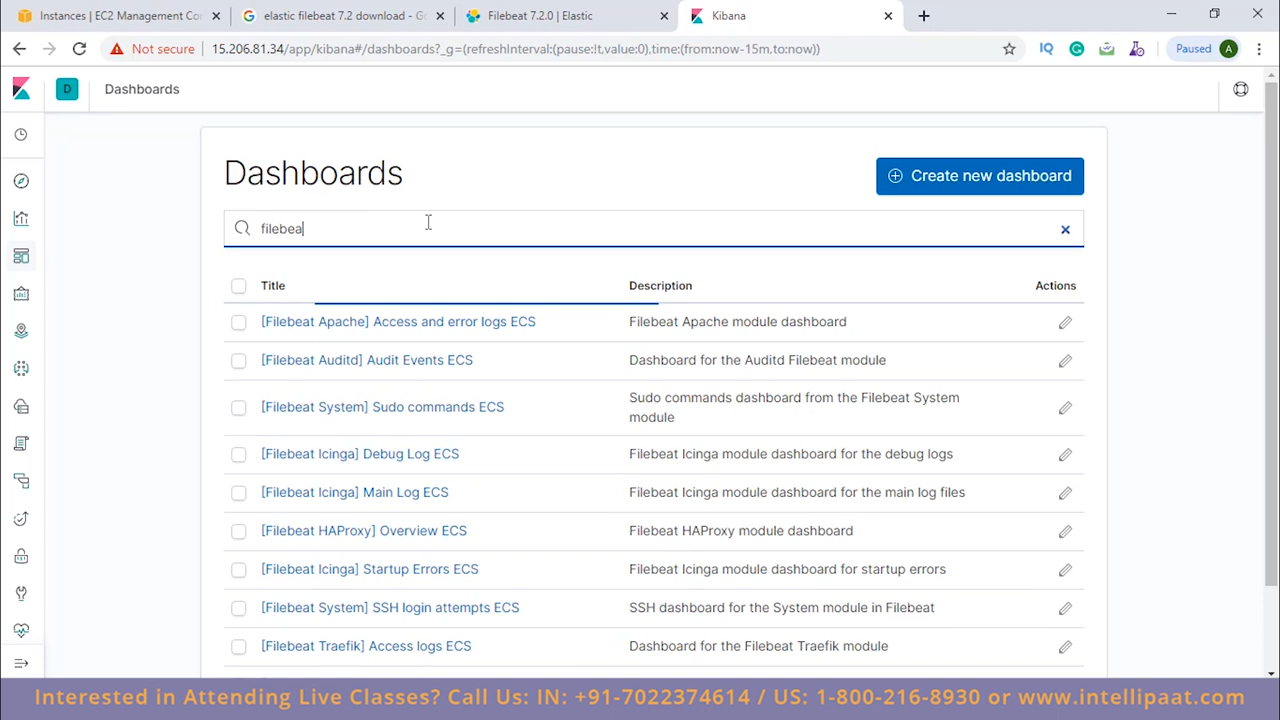 Instances | EC2 Management Co
elastic filebeat 7.2 download - G
Filebeat 7.2.0 | Elastic
Kibana
Not secure
15.206.81.34/app/kibana#/dashboards?_g=(refreshInterval:(pause:!t,value:0),time:(from:now-15m,to:now))
IQ
Paused
A
D
Dashboards
Dashboards
Create new dashboard
filebea
Title
Description
Actions
[Filebeat Apache] Access and error logs ECS
Filebeat Apache module dashboard
[Filebeat Auditd] Audit Events ECS
Dashboard for the Auditd Filebeat module
[Filebeat System] Sudo commands ECS
Sudo commands dashboard from the Filebeat System
module
[Filebeat Icinga] Debug Log ECS
Filebeat Icinga module dashboard for the debug logs
[Filebeat Icinga] Main Log ECS
Filebeat Icinga module dashboard for the main log files
[Filebeat HAProxy] Overview ECS
Filebeat HAProxy module dashboard
[Filebeat Icinga] Startup Errors ECS
Filebeat Icinga module dashboard for startup errors
[Filebeat System] SSH login attempts ECS
SSH dashboard for the System module in Filebeat
[Filebeat Traefik] Access logs ECS
Dashboard for the Filebeat Traefik module
Interested in Attending Live Classes? Call Us: IN: +91-7022374614 / US: 1-800-216-8930 or www.intellipaat.com